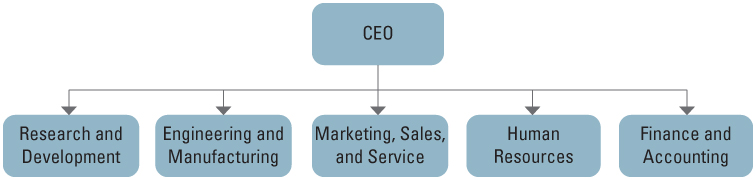 CEO
Research and
Development
Engineering and
Manufacturing
Marketing, Sales,
and Service
Human
Resources
Finance and
Accounting